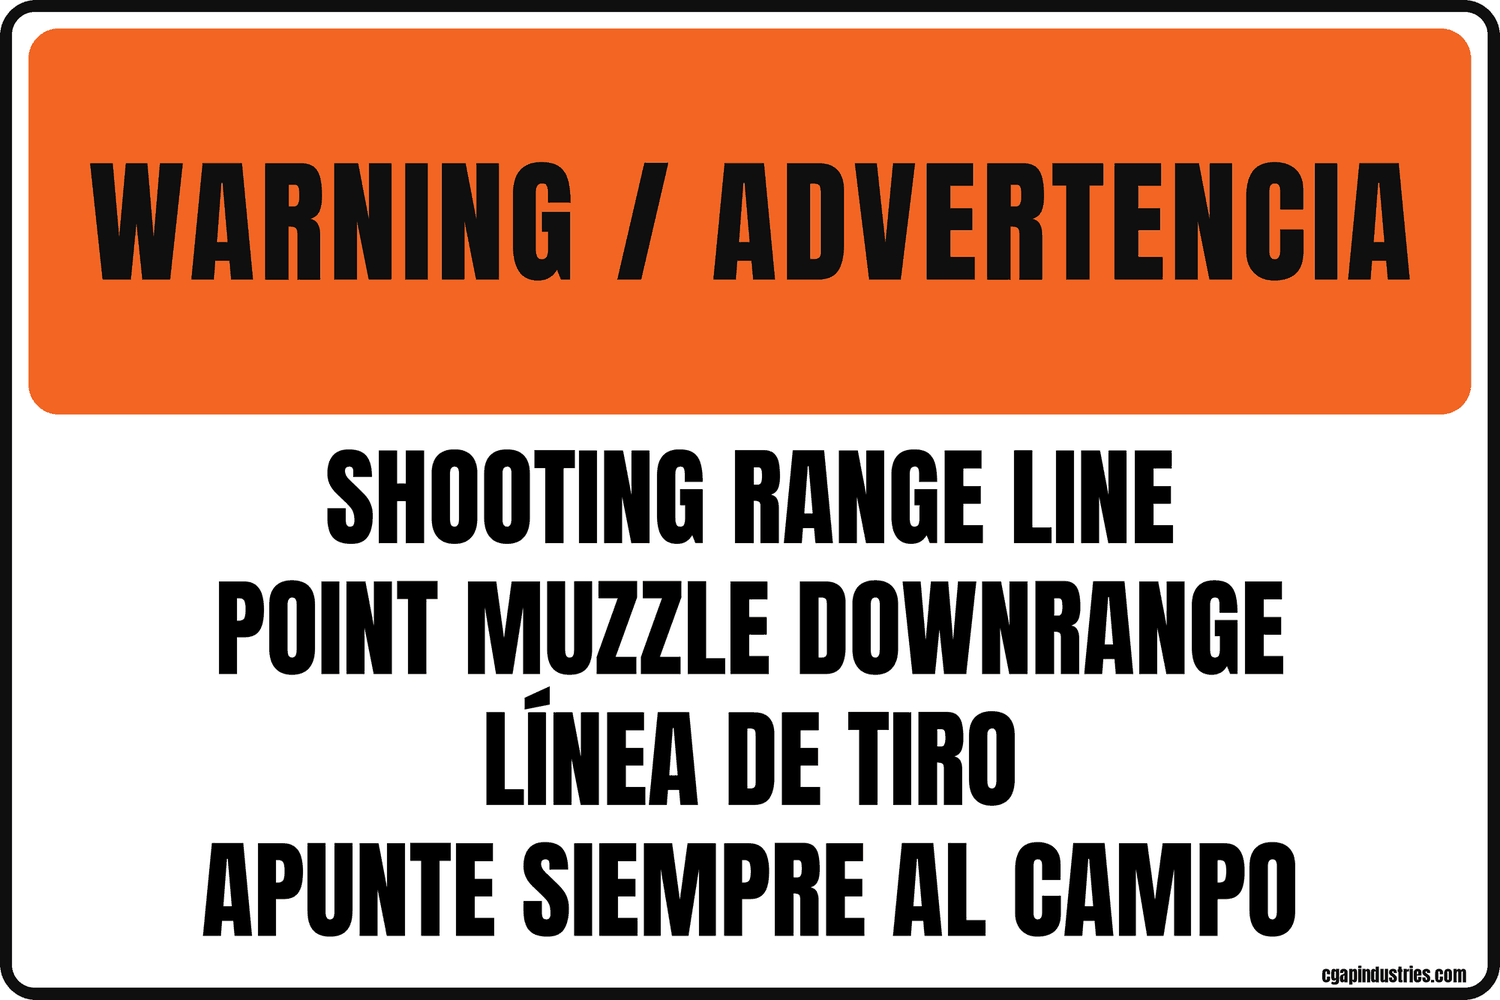 WARNING / ADVERTENCIA
SHOOTING RANGE LINE
POINT MUZZLE DOWNRANGE
LÍNEA DE TIRO
APUNTE SIEMPRE AL CAMPO
cgapindustries.com